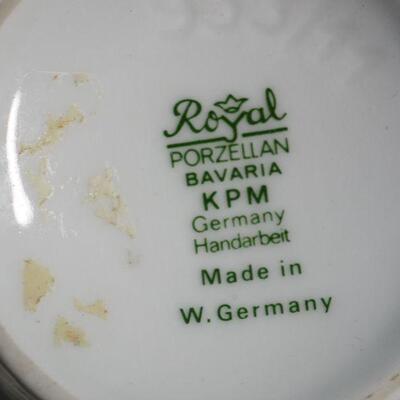 Royal
PORZELLAN
BAVARIA
KPM
Germany
Handarbeit
Made in
W. Germany